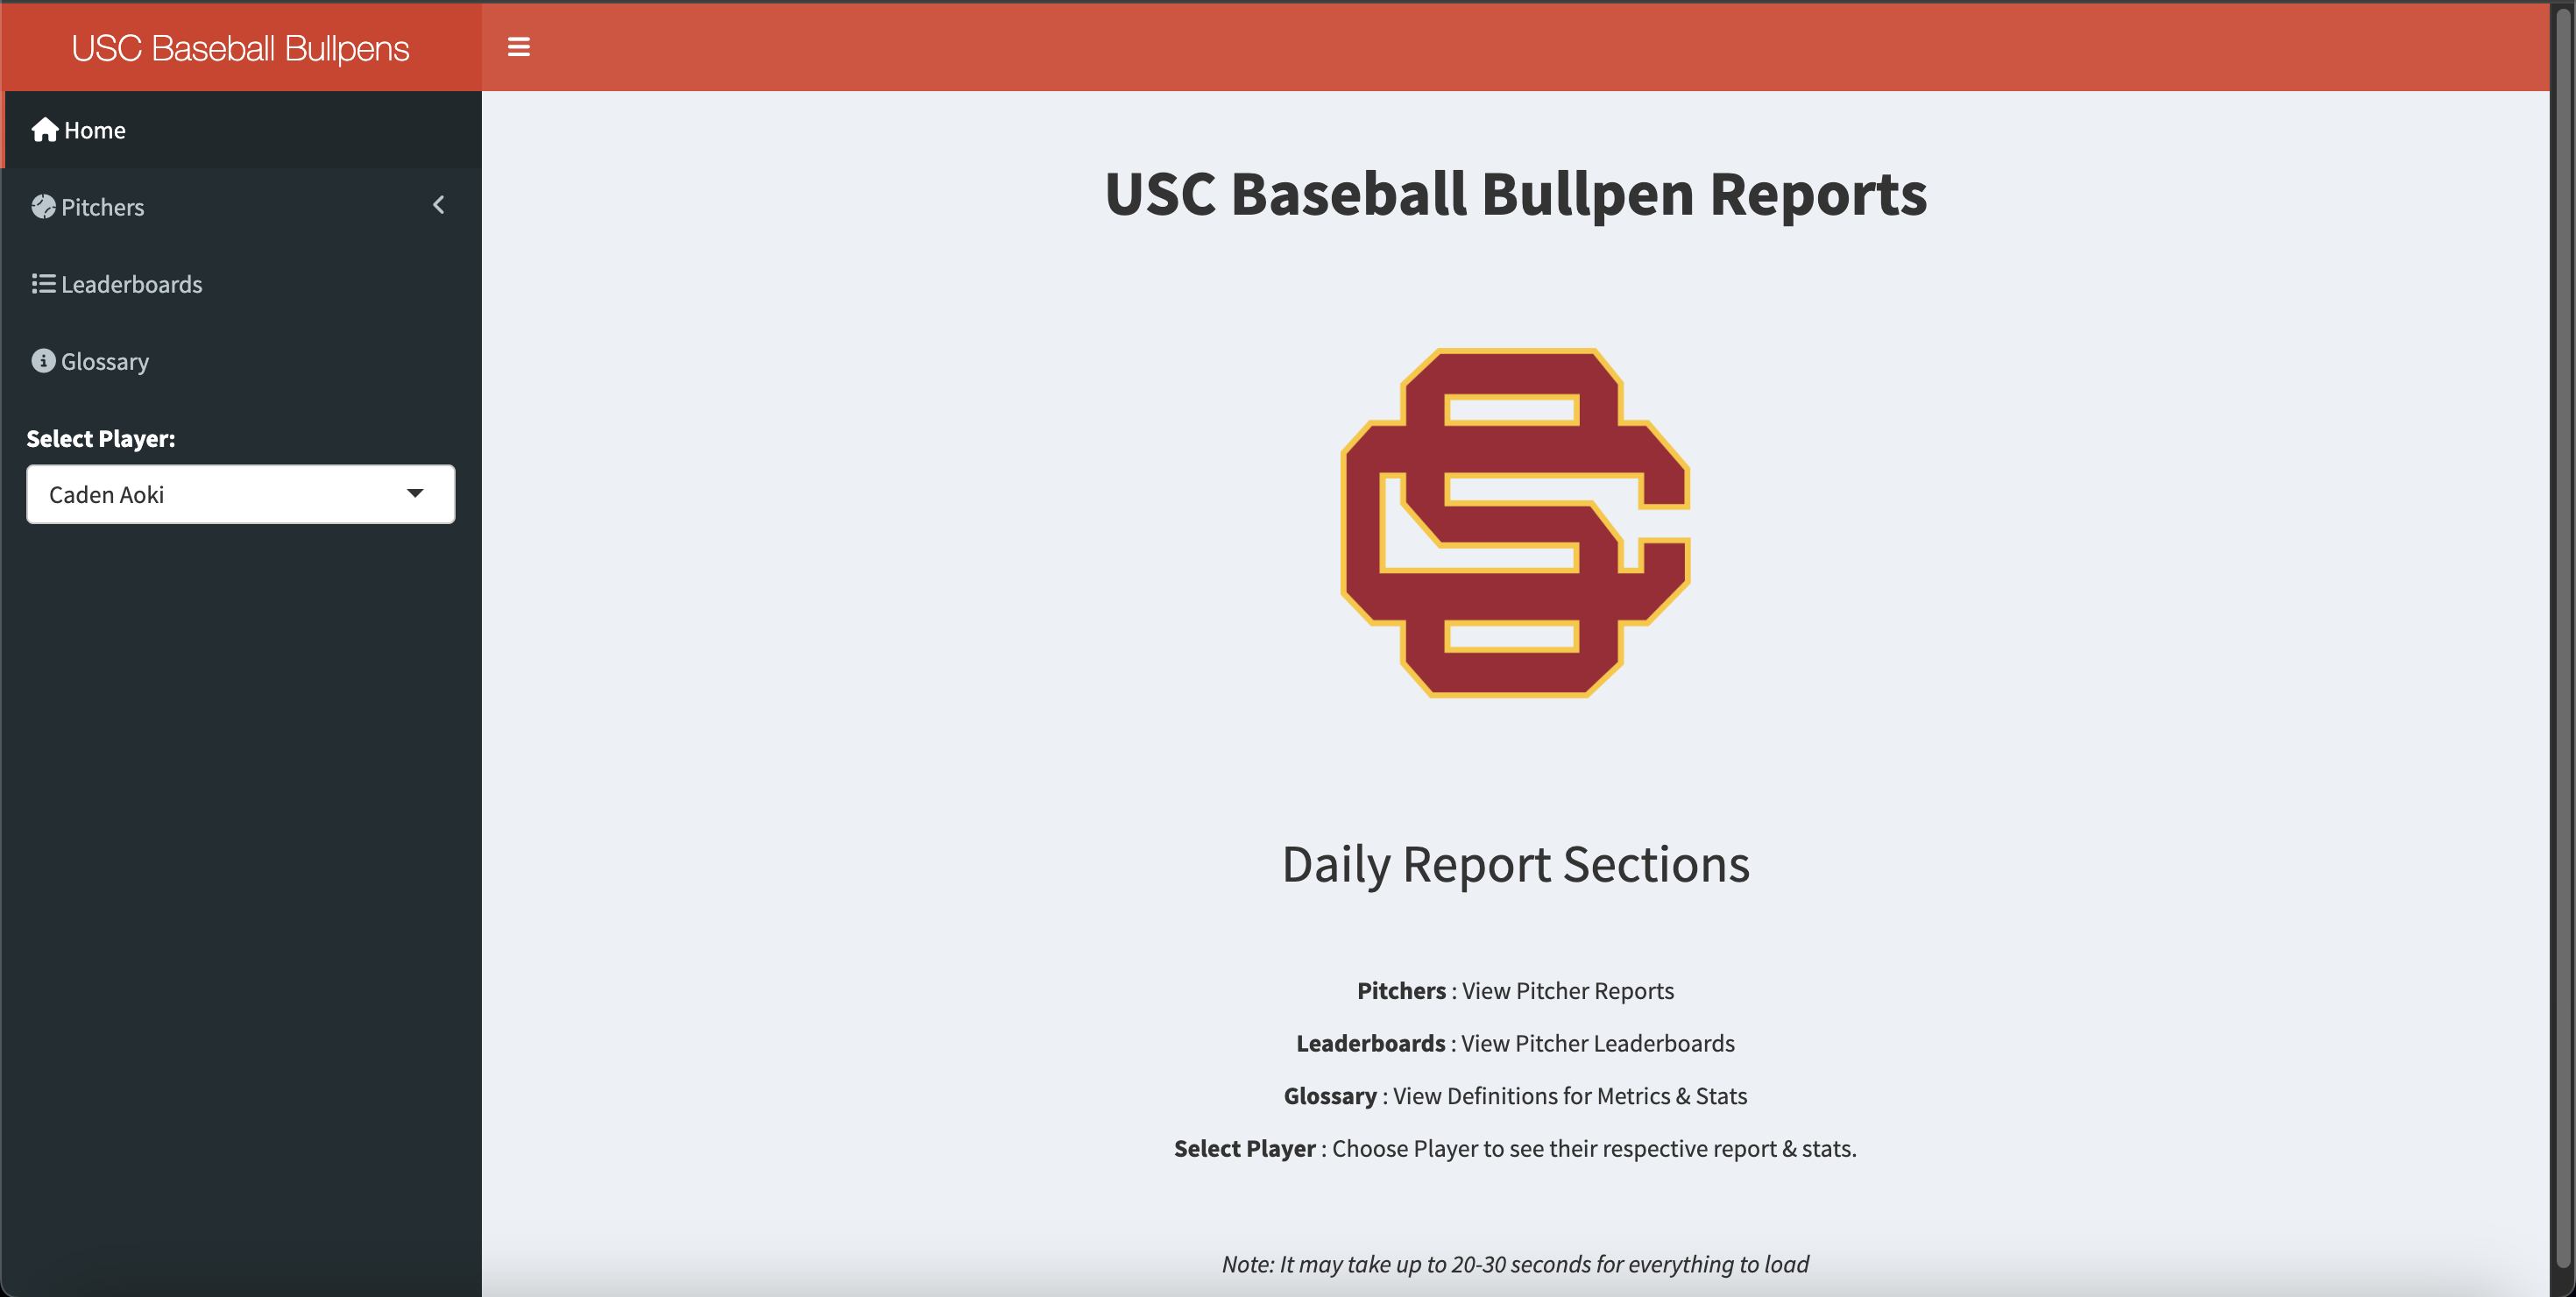 USC Baseball Bullpens
Home
Pitchers
Leaderboards
Glossary
Select Player:
Caden Aoki
USC Baseball Bullpen Reports
SC
Daily Report Sections
Pitchers : View Pitcher Reports
Leaderboards : View Pitcher Leaderboards
Glossary : View Definitions for Metrics & Stats
Select Player : Choose Player to see their respective report & stats.
Note: It may take up to 20-30 seconds for everything to load